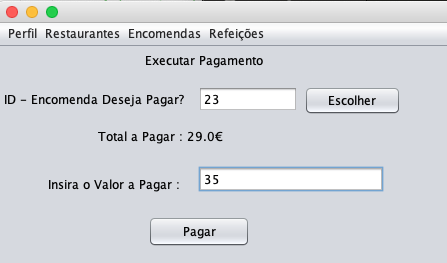 Perfil Restaurantes Encomendas Refeições
Executar Pagamento
ID - Encomenda Deseja Pagar? 23 Escolher
Total a Pagar : 29.0€
Insira o Valor a Pagar : 35
Pagar